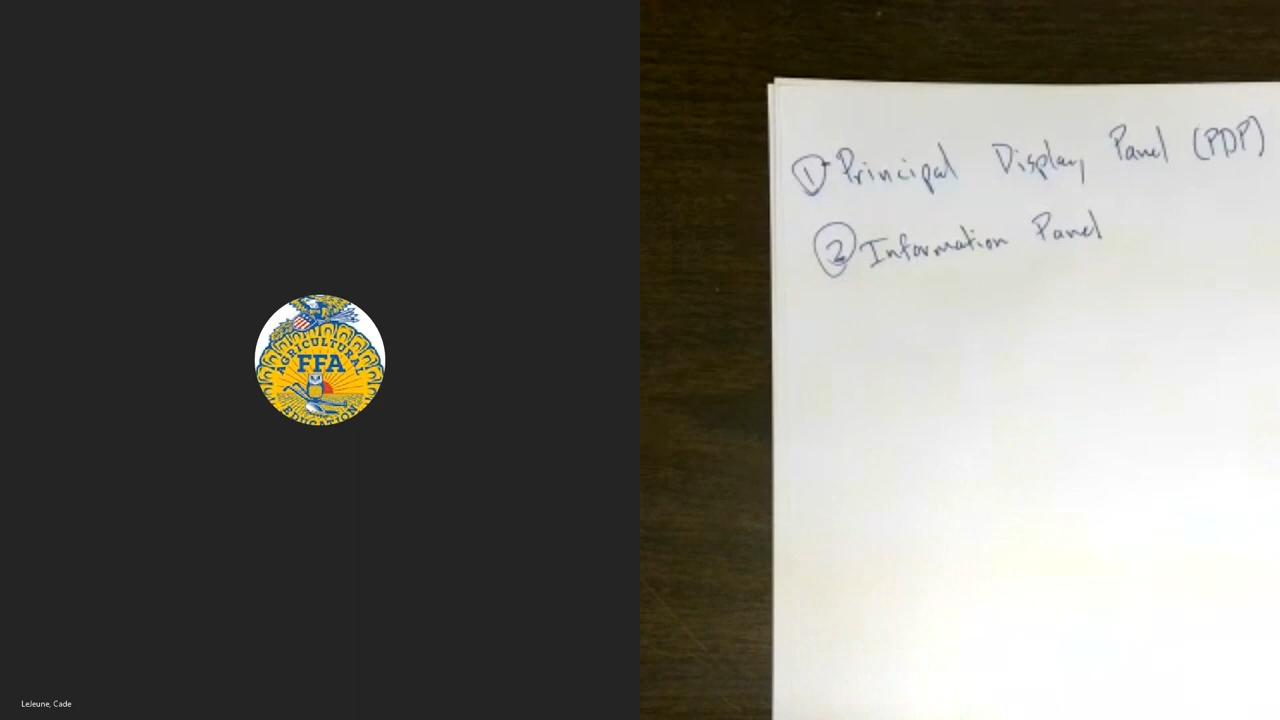 AGRICULTURAL
FFA
EDUCATION
LeJeune, Cade
① Principal Display Panel (PDP)
② Information Panel